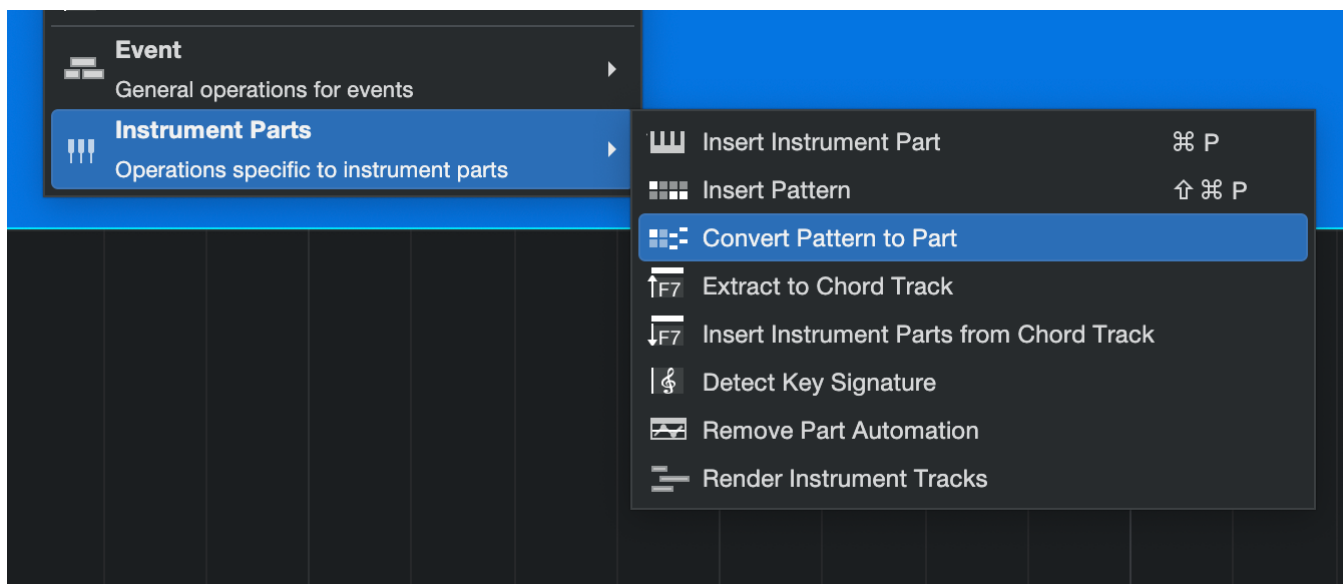 Event
General operations for events
Instrument Parts
Operations specific to instrument parts
Insert Instrument Part ⌘ P
Insert Pattern ⇧ ⌘ P
Convert Pattern to Part
F7 Extract to Chord Track
F7 Insert Instrument Parts from Chord Track
Detect Key Signature
Remove Part Automation
Render Instrument Tracks